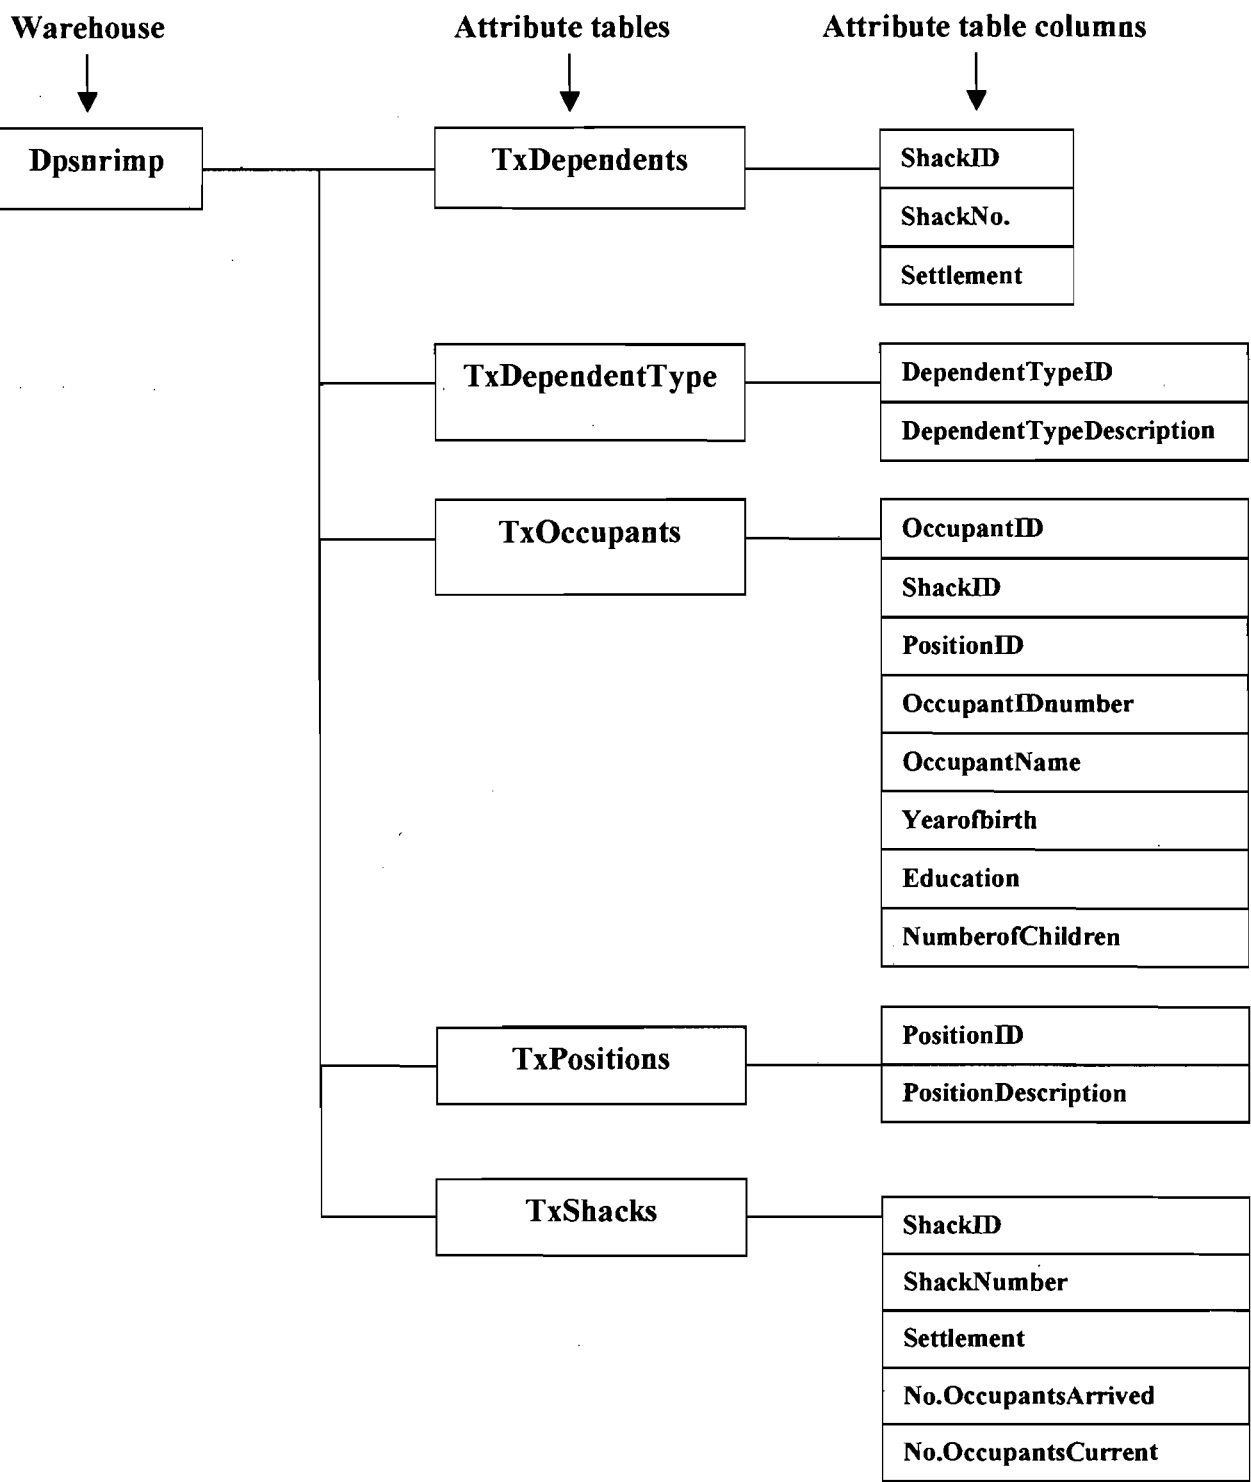 Warehouse
Attribute tables
Attribute table columns
Dpsnrimp
TxDependents
ShackID
ShackNo.
Settlement
TxDependentType
DependentTypeID
DependentTypeDescription
TxOccupants
OccupantID
ShackID
PositionID
OccupantIDnumber
OccupantName
Yearofbirth
Education
NumberofChildren
TxPositions
PositionID
PositionDescription
TxShacks
ShackID
ShackNumber
Settlement
No.OccupantsArrived
No.OccupantsCurrent